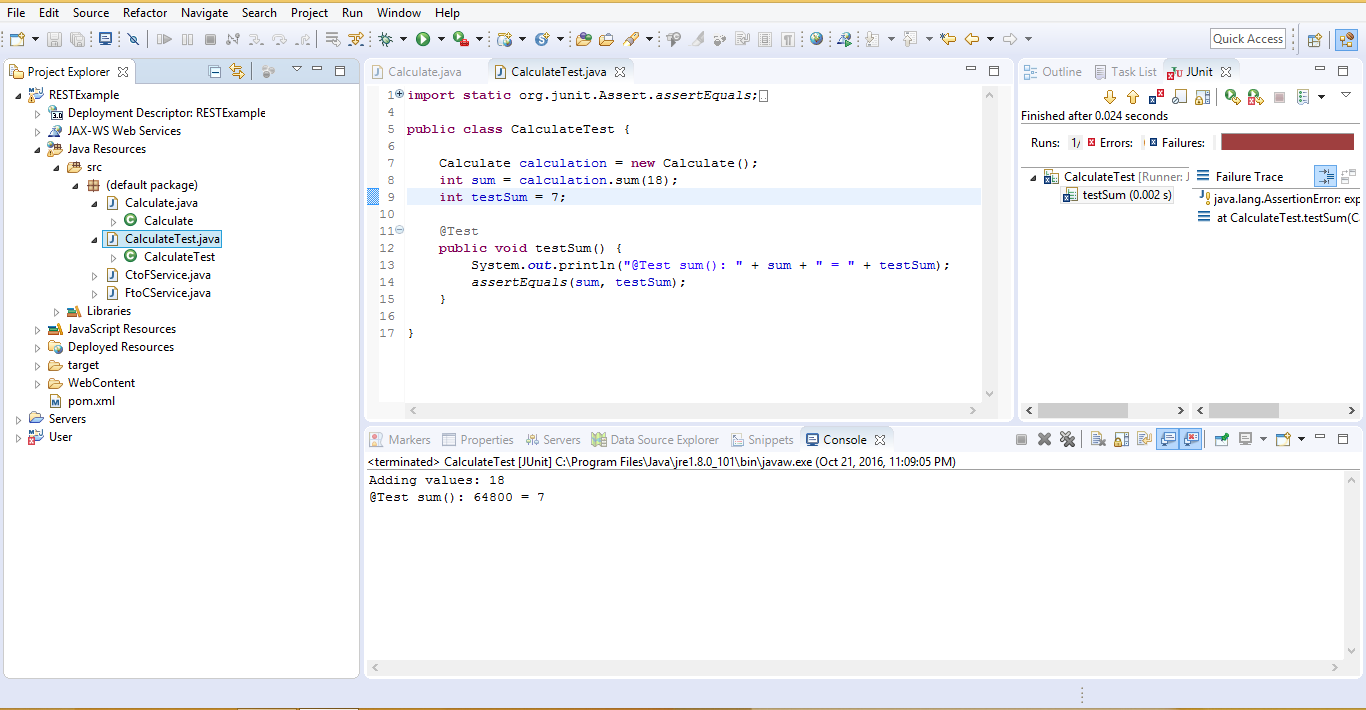 File Edit Source Refactor Navigate Search Project Run Window Help
Quick Access
Project Explorer
RESTExample
Deployment Descriptor: RESTExample
JAX-WS Web Services
Java Resources
src
(default package)
Calculate.java
Calculate
CalculateTest.java
CalculateTest
CtoFService.java
FtoCService.java
Libraries
JavaScript Resources
Deployed Resources
target
WebContent
pom.xml
Servers
User
Calculate.java CalculateTest.java
1 import static org.junit.Assert.assertEquals;
4
5 public class CalculateTest {
6
7 Calculate calculation = new Calculate();
8 int sum = calculation.sum(18);
9 int testSum = 7;
10
11 @Test
12 public void testSum() {
13 System.out.println("@Test sum(): " + sum + " = " + testSum);
14 assertEquals(sum, testSum);
15 }
16
17 }
Outline Task List JUnit
Finished after 0.024 seconds
Runs: 1/ Errors: Failures:
CalculateTest [Runner: J
testSum (0.002 s)
Failure Trace
java.lang.AssertionError: exp
at CalculateTest.testSum(C
Markers Properties Servers Data Source Explorer Snippets Console
<terminated> CalculateTest [JUnit] C:\Program Files\Java\jre1.8.0_101\bin\javaw.exe (Oct 21, 2016, 11:09:05 PM)
Adding values: 18
@Test sum(): 64800 = 7